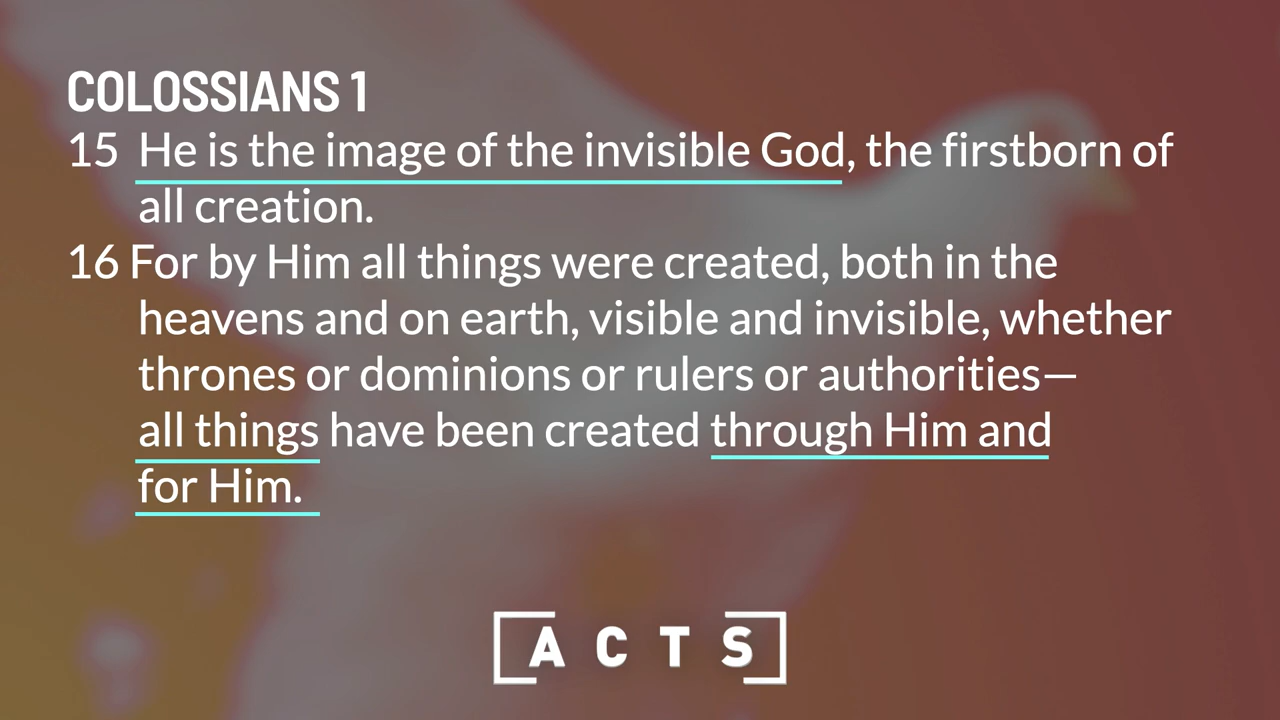 COLOSSIANS 1
15 He is the image of the invisible God, the firstborn of
all creation.
16 For by Him all things were created, both in the
heavens and on earth, visible and invisible, whether
thrones or dominions or rulers or authorities—
all things have been created through Him and
for Him.
ACTS